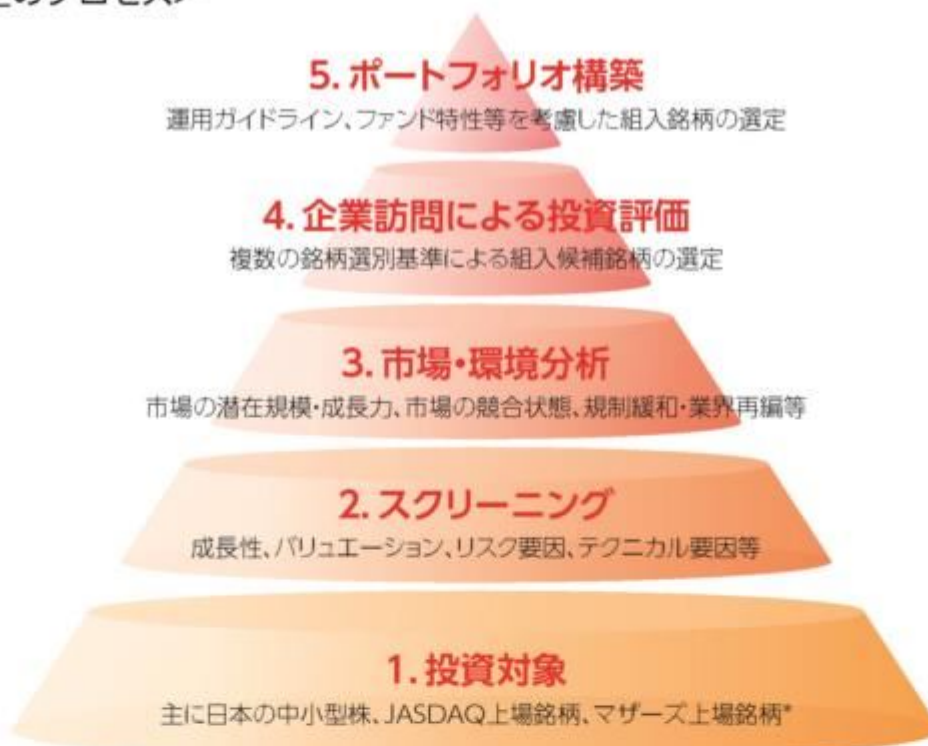 のプロセス>
5. ポートフォリオ構築
運用ガイドライン、ファンド特性等を考慮した組入銘柄の選定
4. 企業訪問による投資評価
複数の銘柄選別基準による組入候補銘柄の選定
3. 市場・環境分析
市場の潜在規模・成長力、市場の競合状態、規制緩和・業界再編等
2. スクリーニング
成長性、バリュエーション、リスク要因、テクニカル要因等
1. 投資対象
主に日本の中小型株、JASDAQ上場銘柄、マザーズ上場銘柄*